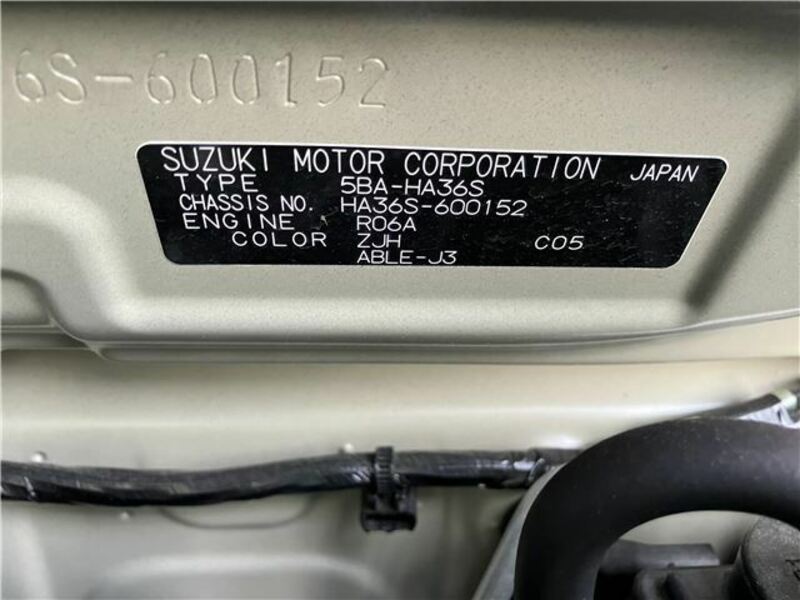 6S-600152
SUZUKI MOTOR CORPORATION JAPAN
TYPE 5BA-HA36S
CHASSIS NO. HA36S-600152
ENGINE R06A
COLOR ZJH C05
ABLE-J3